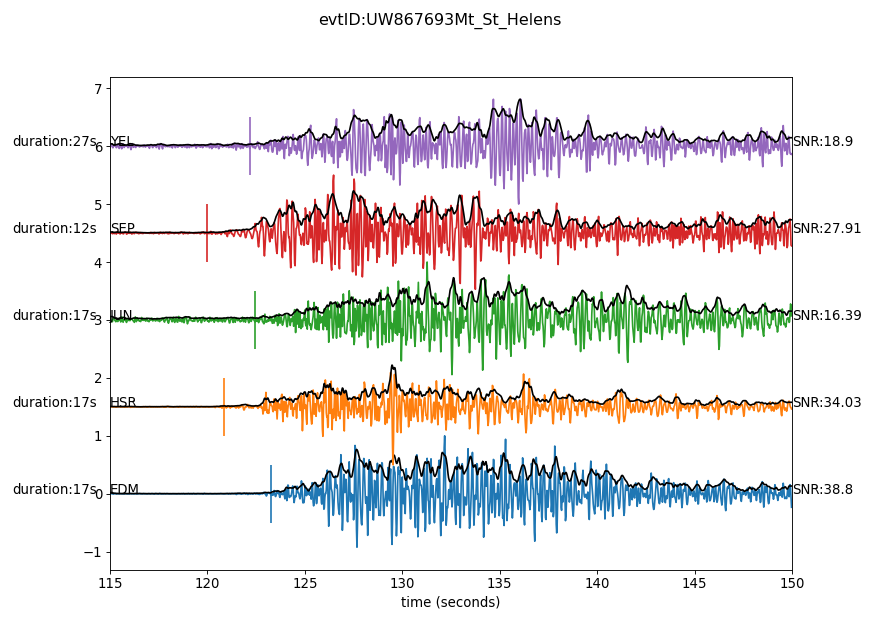 evtID:UW867693Mt_St_Helens
7
duration:27s YEL SNR:18.9
6
5
duration:12s SEP SNR:27.91
4
duration:17s JUN SNR:16.39
3
2
duration:17s HSR SNR:34.03
1
duration:17s EDM SNR:38.8
0
−1
115 120 125 130 135 140 145 150
time (seconds)